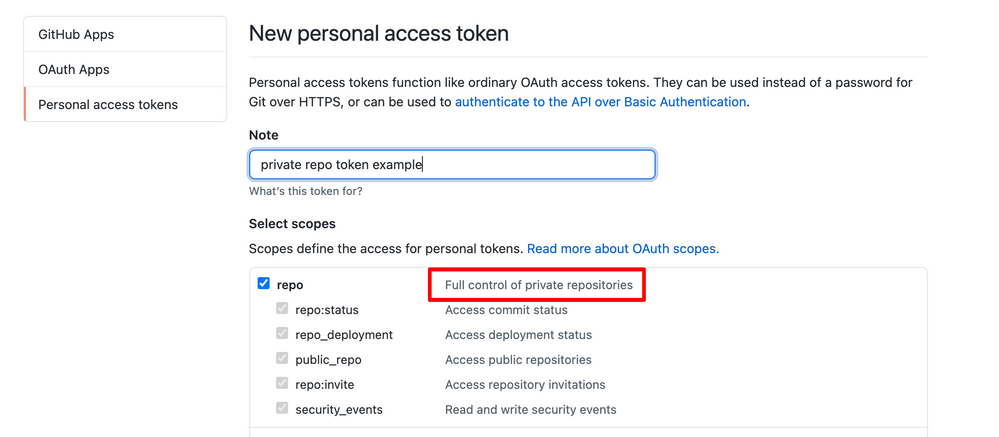 GitHub Apps
OAuth Apps
Personal access tokens
New personal access token
Personal access tokens function like ordinary OAuth access tokens. They can be used instead of a password for
Git over HTTPS, or can be used to authenticate to the API over Basic Authentication.
Note
private repo token example
What's this token for?
Select scopes
Scopes define the access for personal tokens. Read more about OAuth scopes.
repo Full control of private repositories
repo:status Access commit status
repo_deployment Access deployment status
public_repo Access public repositories
repo:invite Access repository invitations
security_events Read and write security events